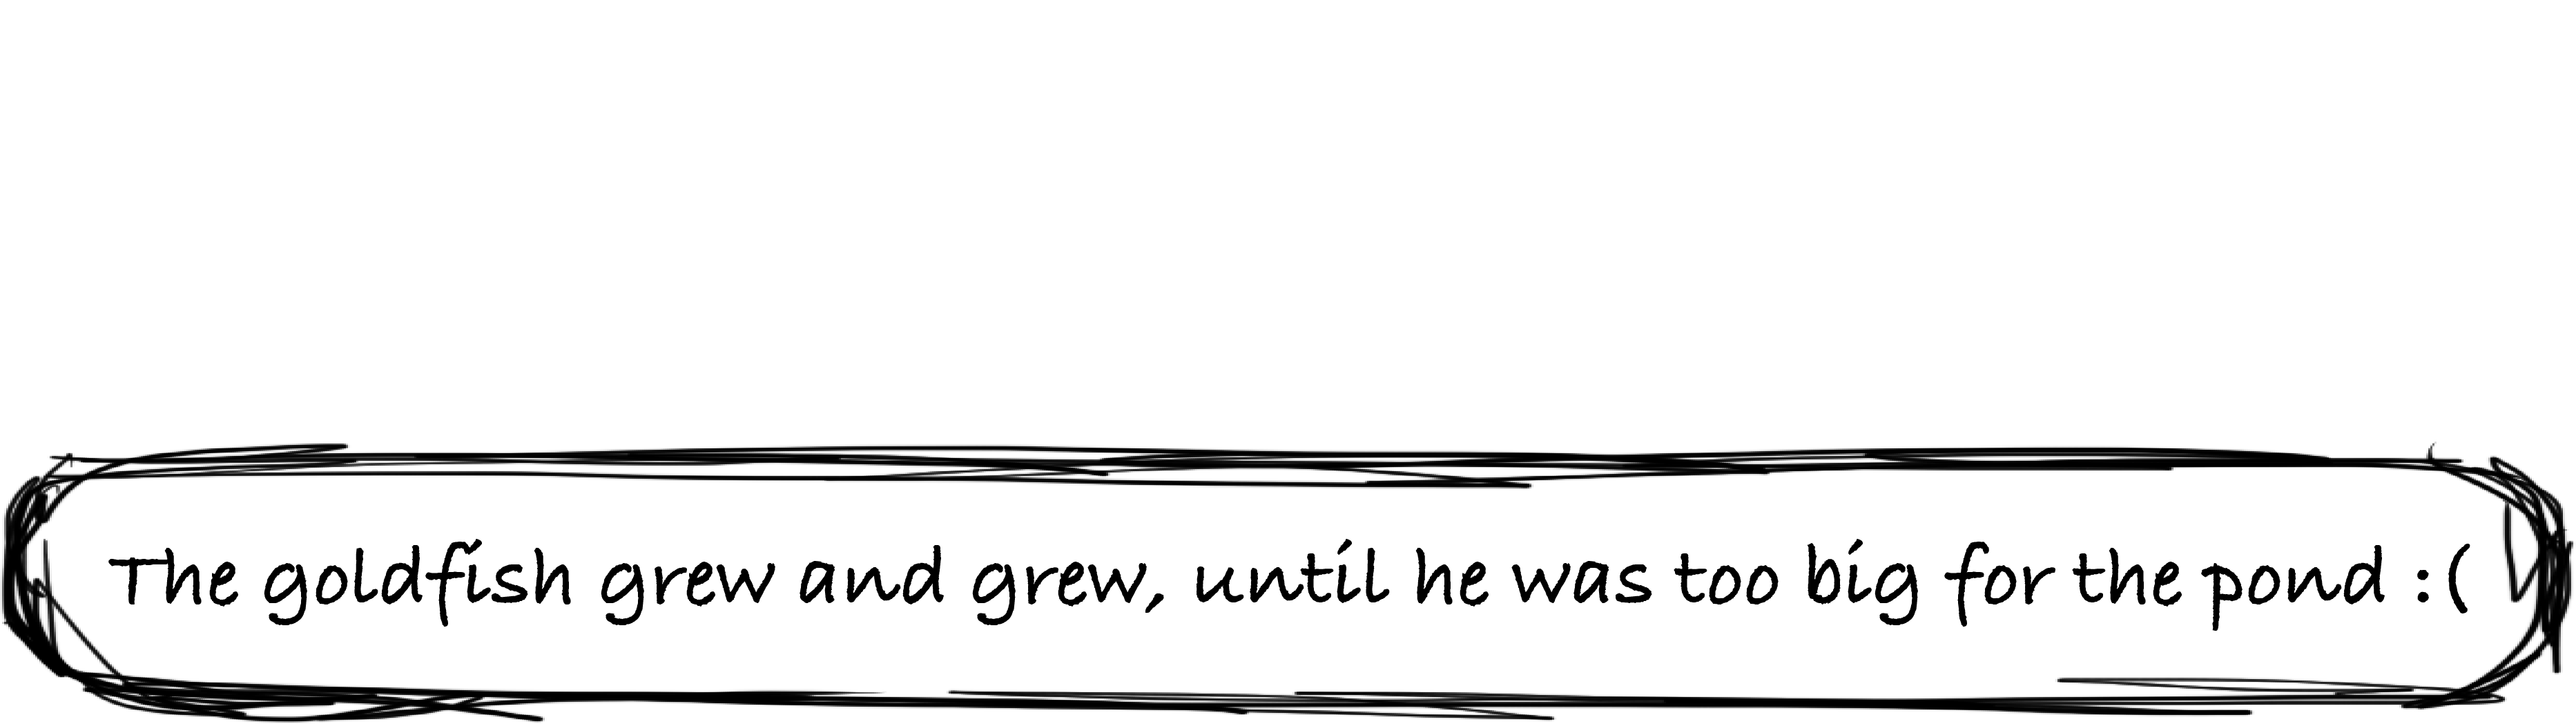 The goldfish grew and grew, until he was too big for the pond :(